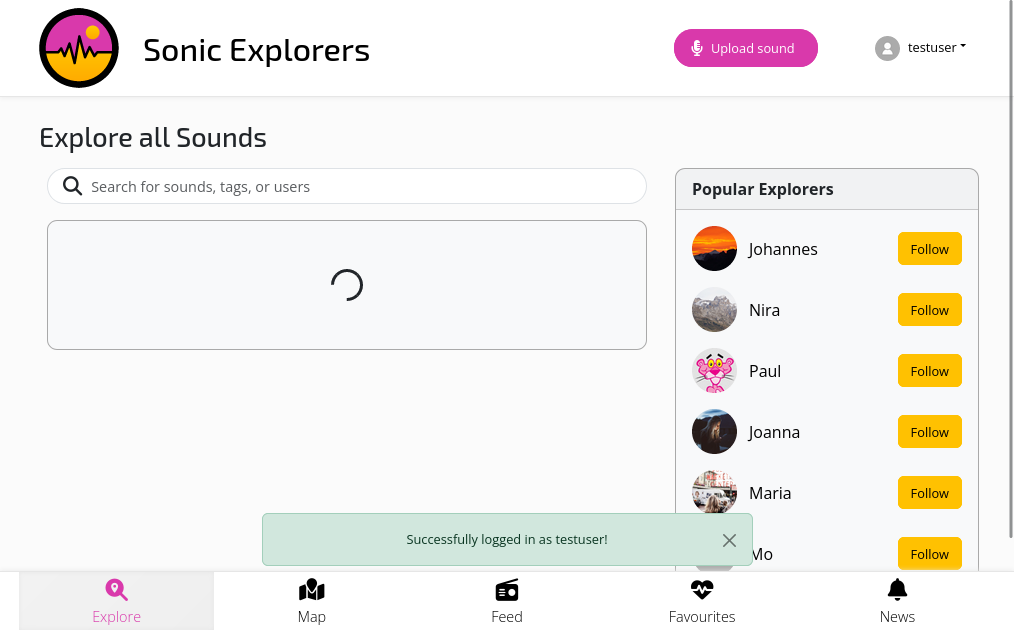 Sonic Explorers
Upload sound
testuser
Explore all Sounds
Search for sounds, tags, or users
Popular Explorers
Johannes
Follow
Nira
Follow
Paul
Follow
Joanna
Follow
Maria
Follow
Mo
Follow
Successfully logged in as testuser!
Explore
Map
Feed
Favourites
News